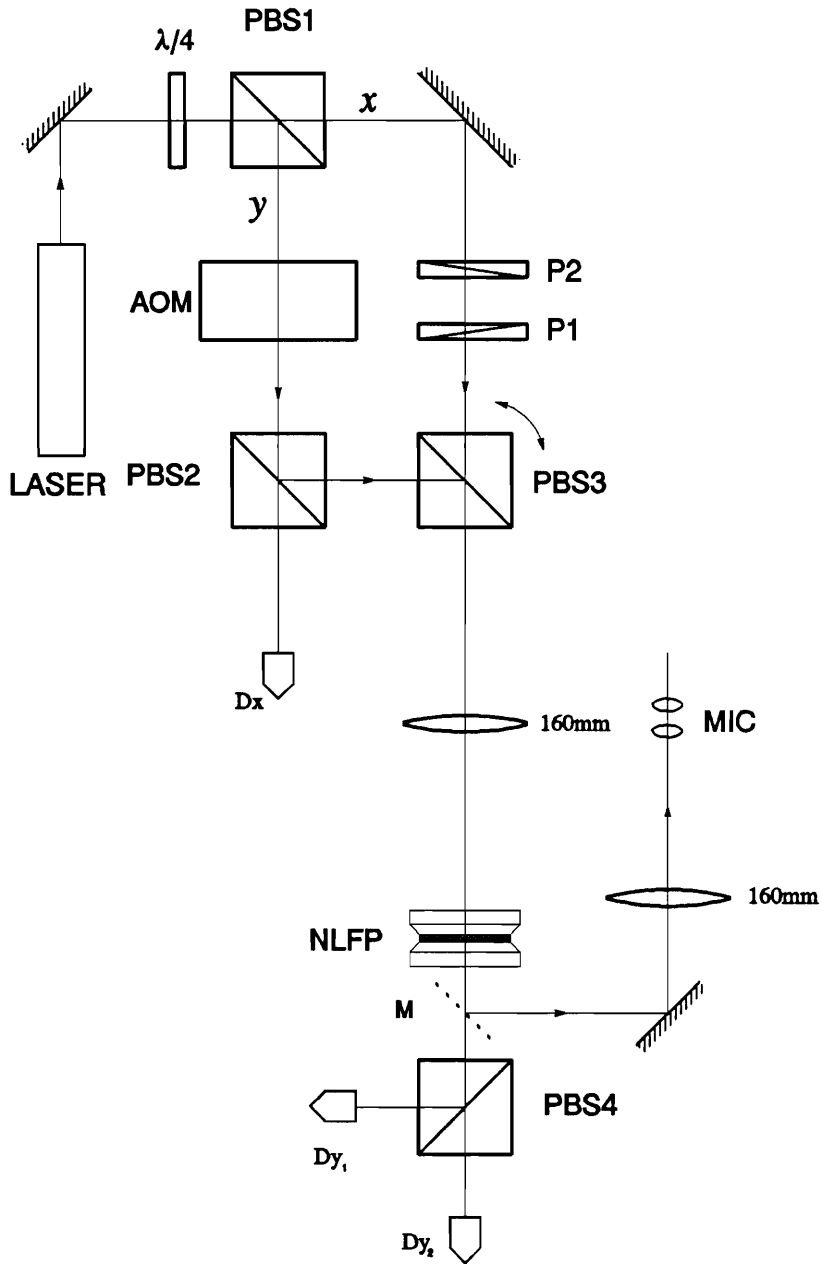 PBS1
λ/4
x
y
AOM
P2
P1
LASER
PBS2
PBS3
Dx
160mm
MIC
160mm
NLFP
M
PBS4
Dy₁
Dy₂